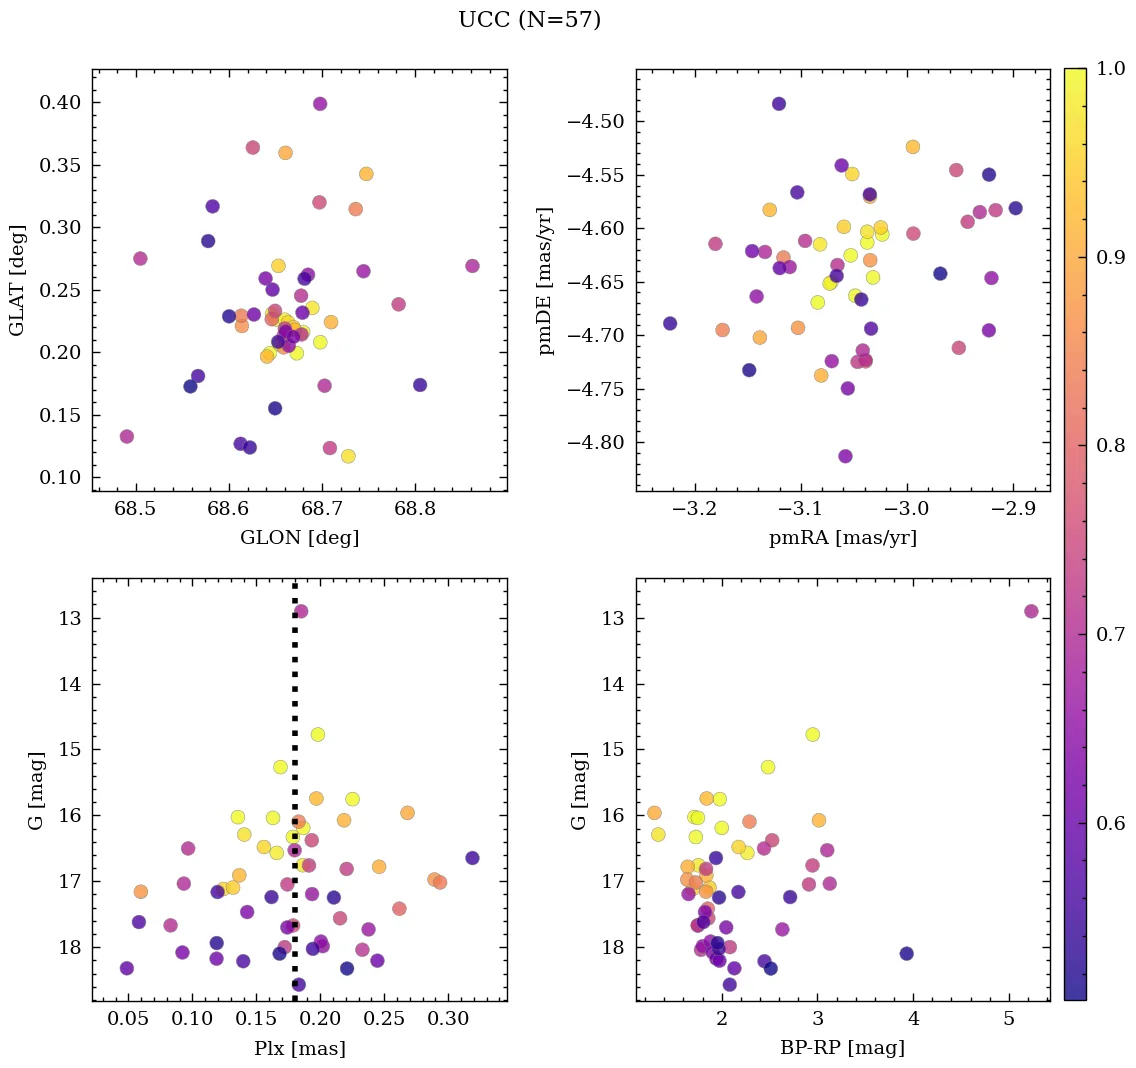 UCC (N=57)
0.40
0.35
0.30
0.25
0.20
0.15
0.10
GLAT [deg]
68.5 68.6 68.7 68.8
GLON [deg]
−4.50
−4.55
−4.60
−4.65
−4.70
−4.75
−4.80
pmDE [mas/yr]
−3.2 −3.1 −3.0 −2.9
pmRA [mas/yr]
1.0
0.9
0.8
0.7
0.6
13
14
15
16
17
18
G [mag]
0.05 0.10 0.15 0.20 0.25 0.30
Plx [mas]
13
14
15
16
17
18
G [mag]
2 3 4 5
BP-RP [mag]